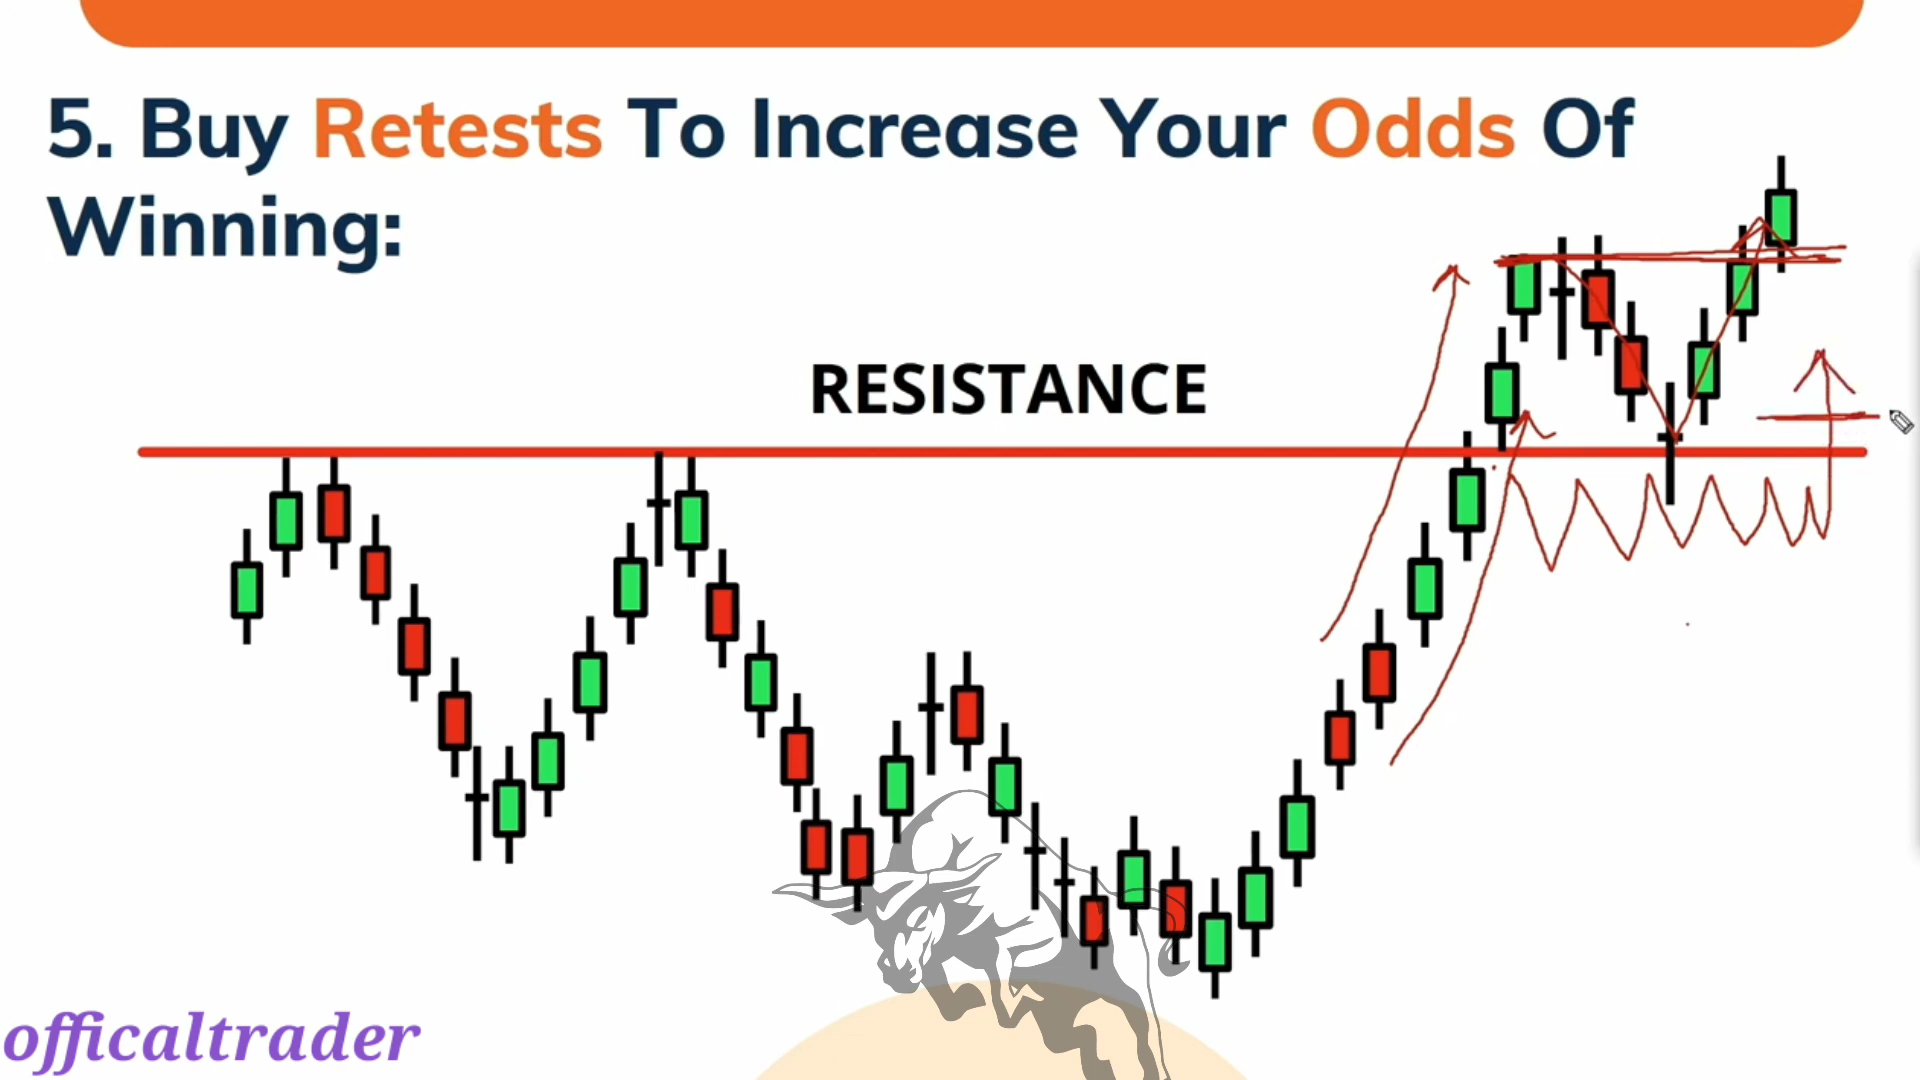 5. Buy Retests To Increase Your Odds Of
Winning:
RESISTANCE
officaltrader